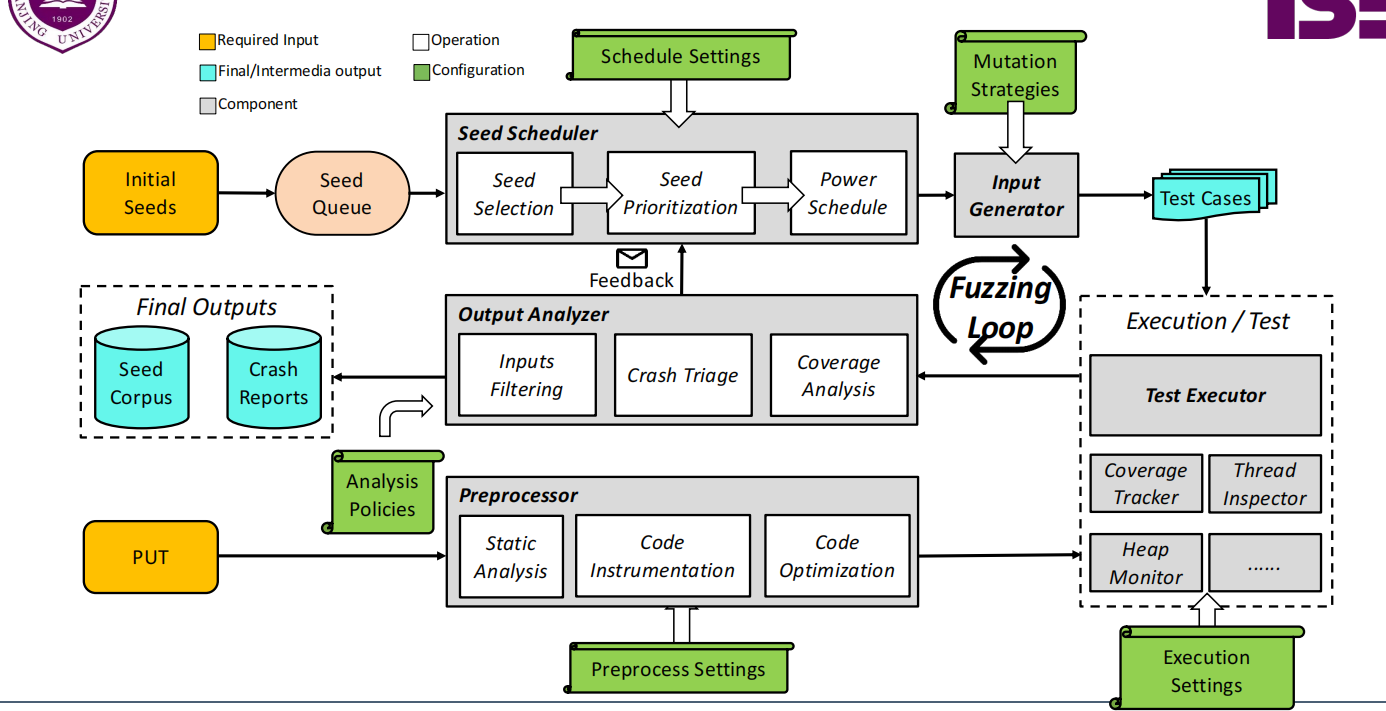 1902
UNIVERSITY
Required Input
Operation
Final/Intermedia output
Configuration
Component
Schedule Settings
Mutation
Strategies
Initial
Seeds
Seed
Queue
Seed Scheduler
Seed
Selection
Seed
Prioritization
Power
Schedule
Input
Generator
Test Cases
Feedback
Fuzzing
Loop
Final Outputs
Seed
Corpus
Crash
Reports
Output Analyzer
Inputs
Filtering
Crash Triage
Coverage
Analysis
Execution / Test
Test Executor
Coverage
Tracker
Thread
Inspector
Heap
Monitor
......
Analysis
Policies
PUT
Preprocessor
Static
Analysis
Code
Instrumentation
Code
Optimization
Preprocess Settings
Execution
Settings